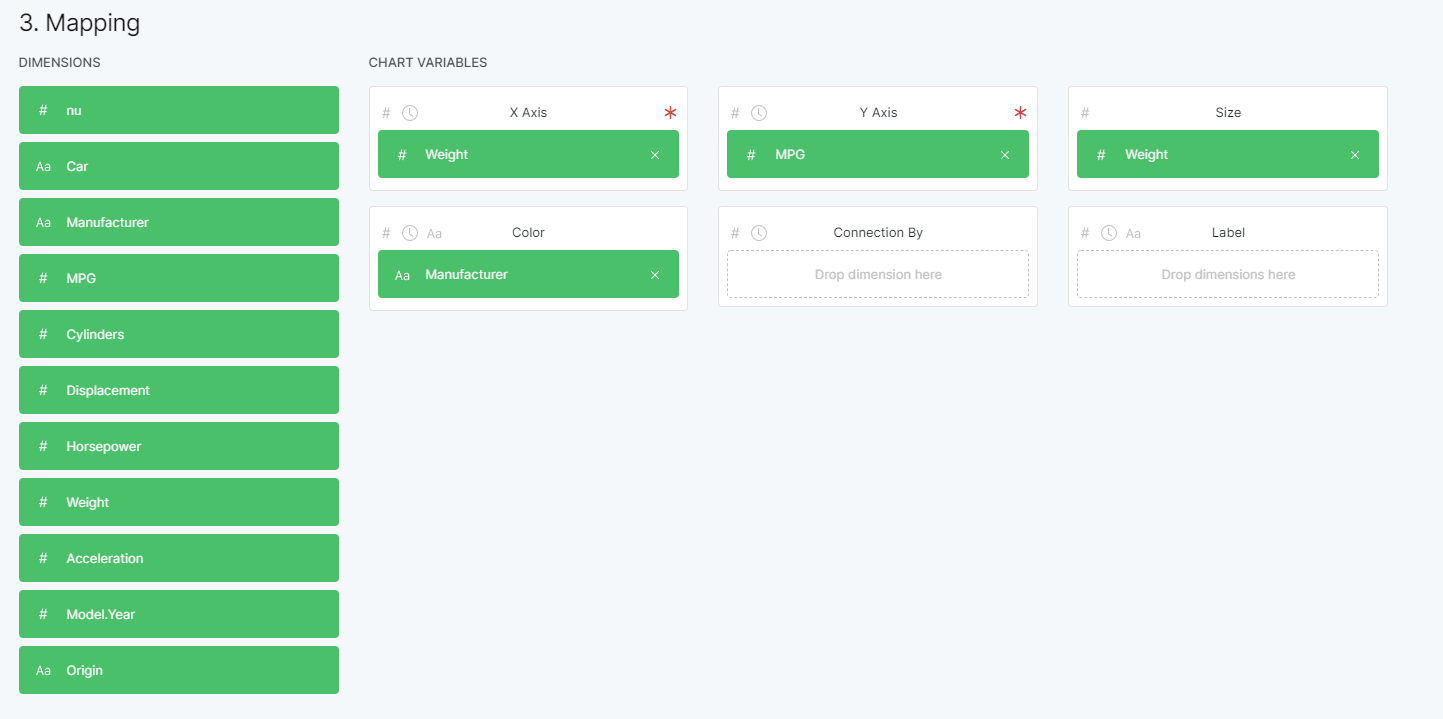 3. Mapping
DIMENSIONS
# nu
Aa Car
Aa Manufacturer
# MPG
# Cylinders
# Displacement
# Horsepower
# Weight
# Acceleration
# Model.Year
Aa Origin
CHART VARIABLES
# X Axis *
# Weight ×
# Y Axis *
# MPG ×
# Size
# Weight ×
# Aa Color
Aa Manufacturer ×
# Connection By
Drop dimension here
# Aa Label
Drop dimensions here